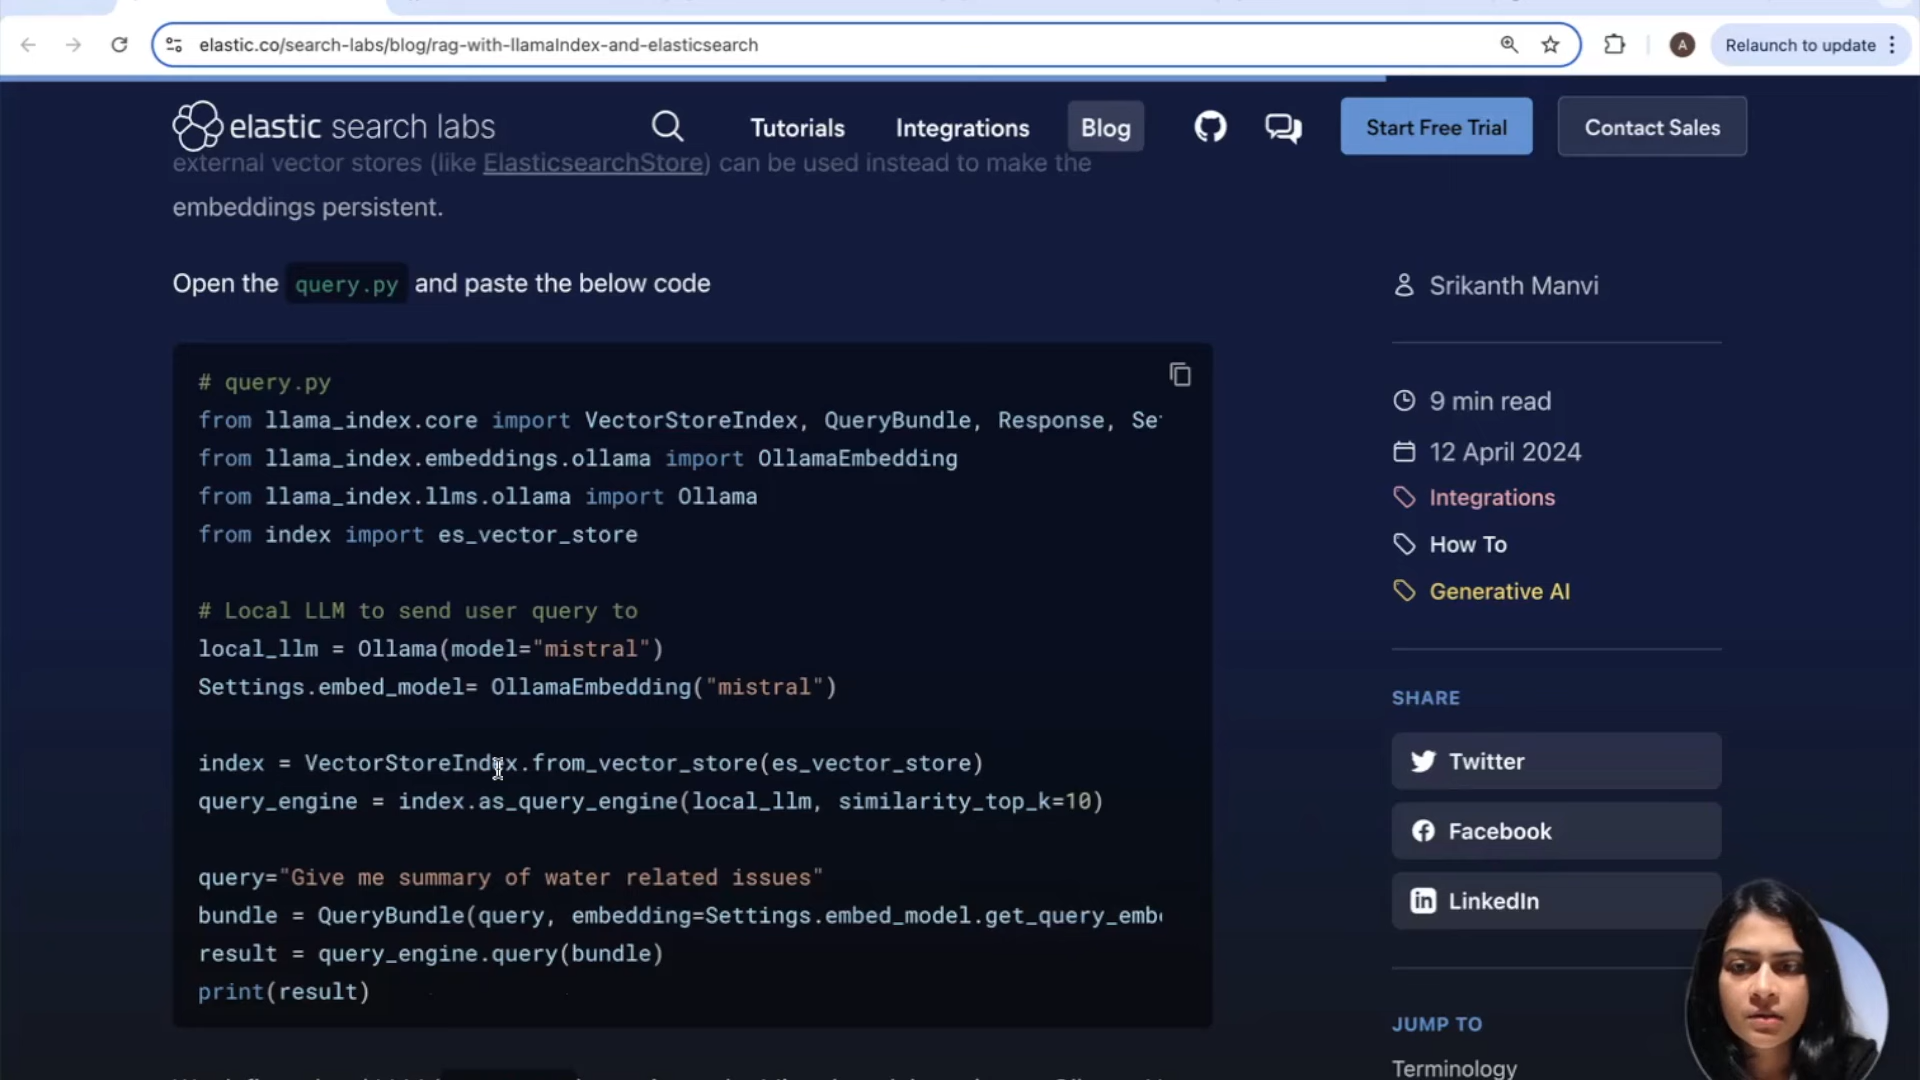 elastic.co/search-labs/blog/rag-with-llamaIndex-and-elasticsearch
A
Relaunch to update
elastic search labs
Tutorials
Integrations
Blog
Start Free Trial
Contact Sales
external vector stores (like ElasticsearchStore) can be used instead to make the
embeddings persistent.
Open the query.py and paste the below code
# query.py
from llama_index.core import VectorStoreIndex, QueryBundle, Response, Se
from llama_index.embeddings.ollama import OllamaEmbedding
from llama_index.llms.ollama import Ollama
from index import es_vector_store
# Local LLM to send user query to
local_llm = Ollama(model="mistral")
Settings.embed_model= OllamaEmbedding("mistral")
index = VectorStoreIndex.from_vector_store(es_vector_store)
query_engine = index.as_query_engine(local_llm, similarity_top_k=10)
query="Give me summary of water related issues"
bundle = QueryBundle(query, embedding=Settings.embed_model.get_query_emb
result = query_engine.query(bundle)
print(result)
Srikanth Manvi
9 min read
12 April 2024
Integrations
How To
Generative AI
SHARE
Twitter
Facebook
LinkedIn
JUMP TO
Terminology